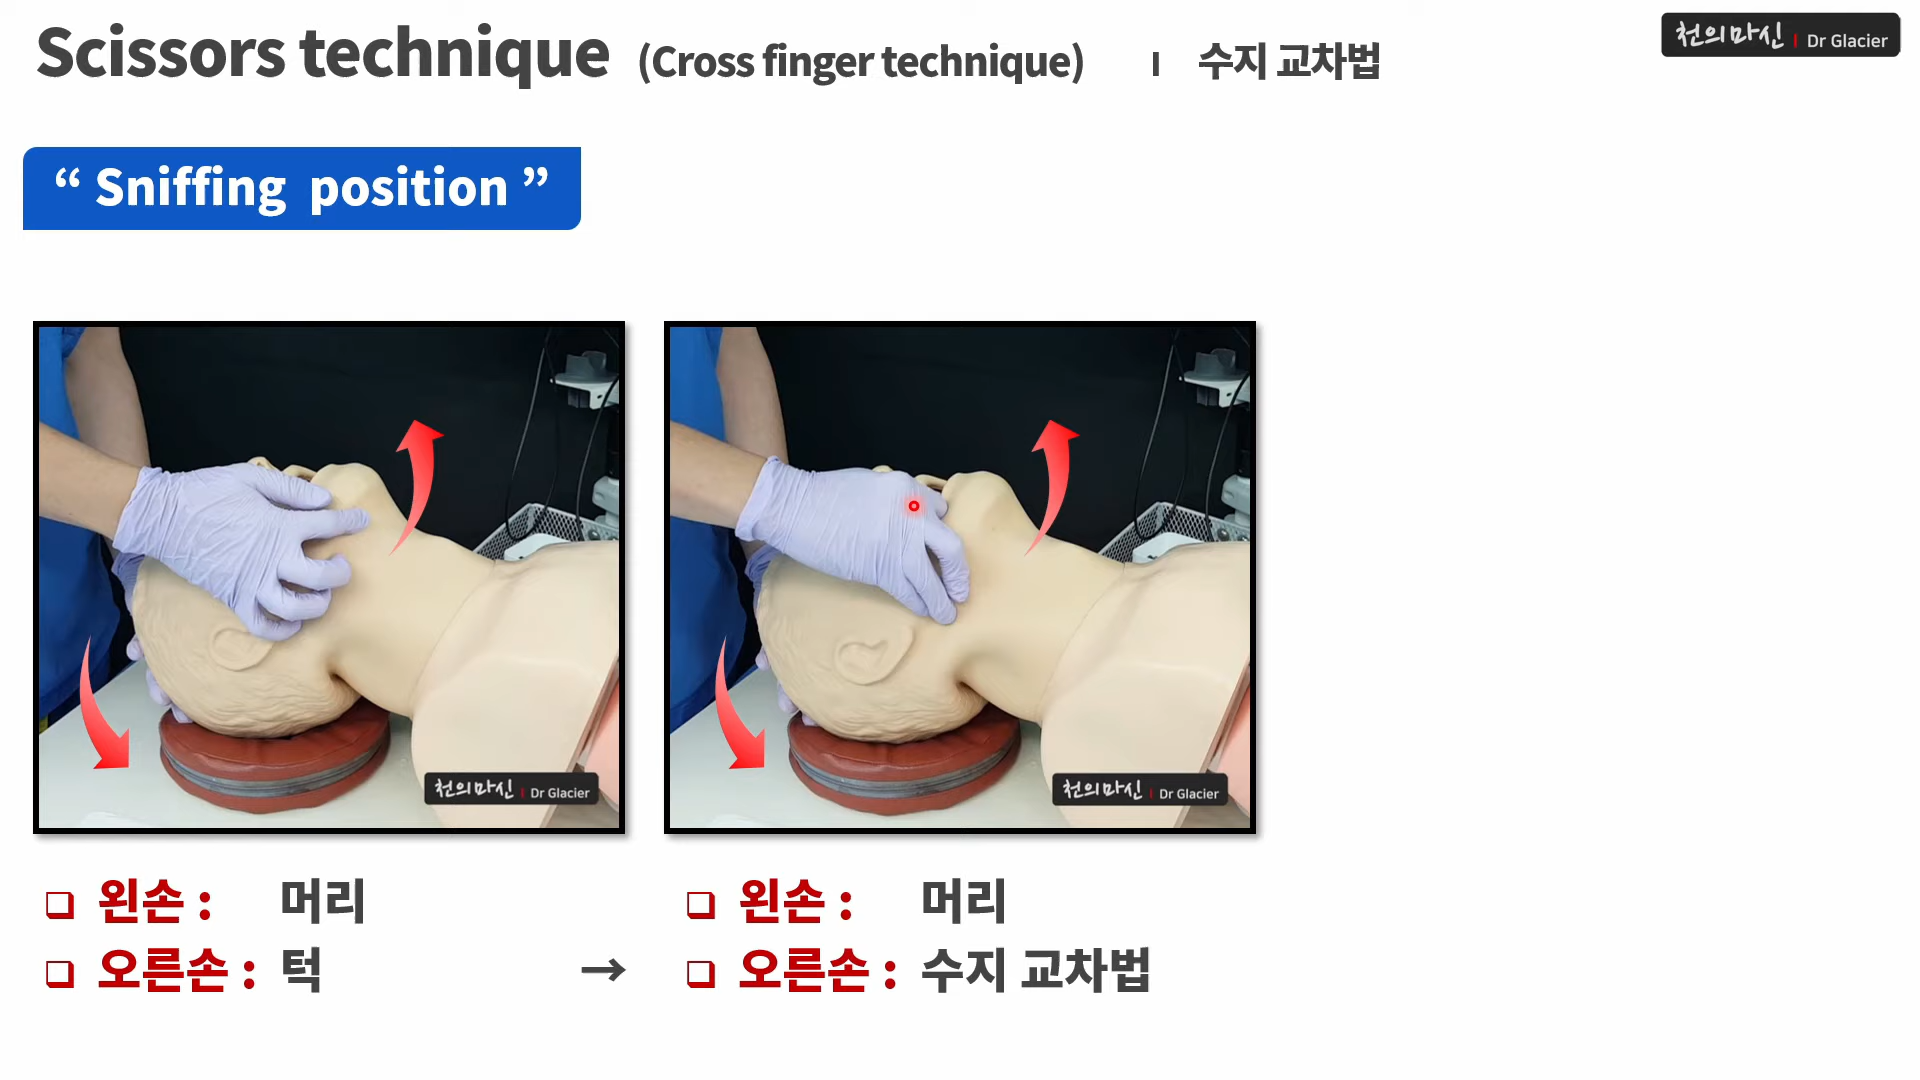 Scissors technique (Cross finger technique) I 수지 교차법
천의마신 | Dr Glacier
“ Sniffing position ”
천의마신 | Dr Glacier
천의마신 | Dr Glacier
❑ 왼손 : 머리
❑ 오른손 : 턱
→
❑ 왼손 : 머리
❑ 오른손 : 수지 교차법